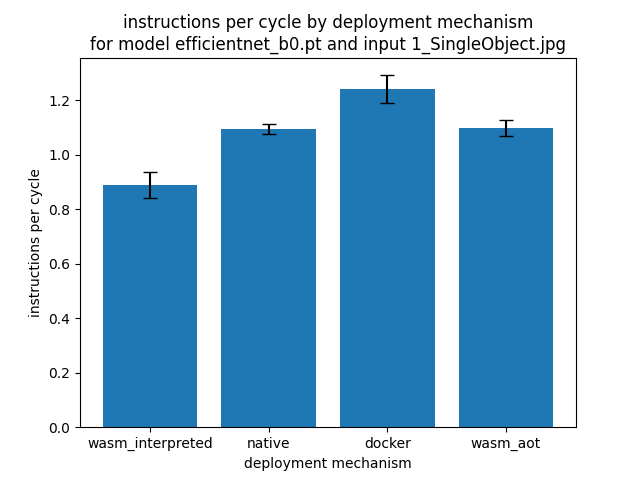 instructions per cycle by deployment mechanism
for model efficientnet_b0.pt and input 1_SingleObject.jpg
instructions per cycle
1.2
1.0
0.8
0.6
0.4
0.2
0.0
wasm_interpreted native docker wasm_aot
deployment mechanism